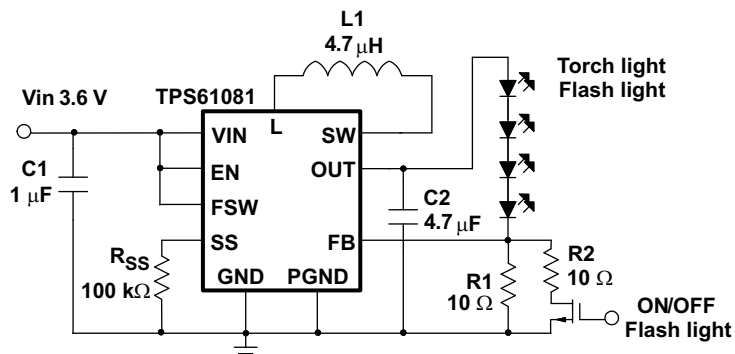 L1
4.7 μH
Vin 3.6 V
TPS61081
Torch light
Flash light
L
VIN
SW
EN
OUT
C1
1 μF
FSW
C2
4.7 μF
SS
FB
RSS
100 kΩ
GND
PGND
R1
10 Ω
R2
10 Ω
ON/OFF
Flash light